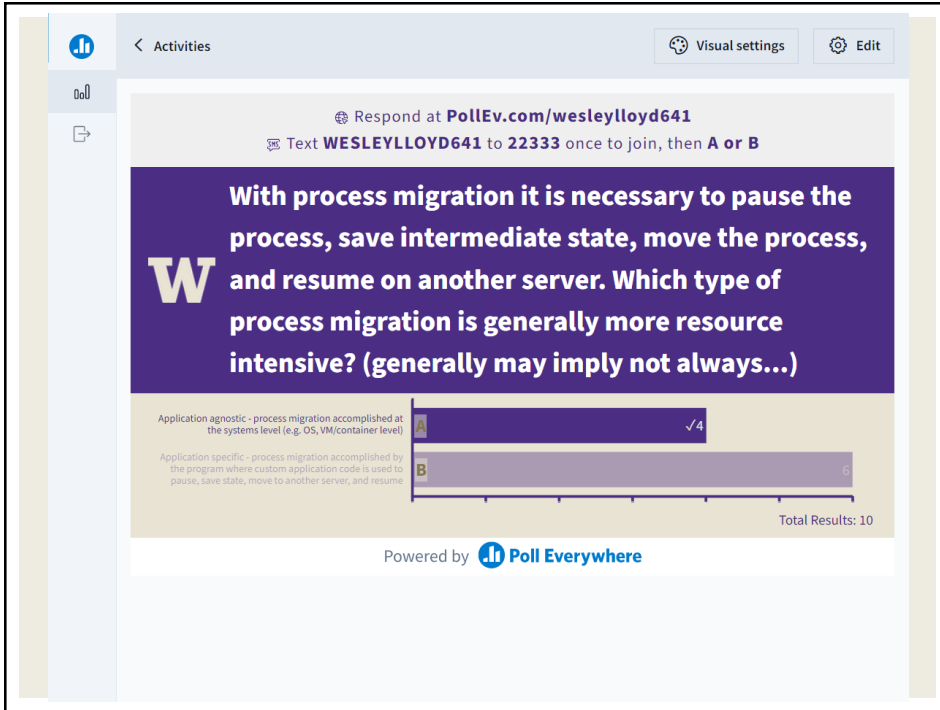 Activities
Visual settings
Edit
Respond at PollEv.com/wesleylloyd641
Text WESLEYLLOYD641 to 22333 once to join, then A or B
W
With process migration it is necessary to pause the
process, save intermediate state, move the process,
and resume on another server. Which type of
process migration is generally more resource
intensive? (generally may imply not always...)
Application agnostic - process migration accomplished at
the systems level (e.g. OS, VM/container level)
A
✓4
Application specific - process migration accomplished by
the program where custom application code is used to
pause, save state, move to another server, and resume
B
6
Total Results: 10
Powered by Poll Everywhere